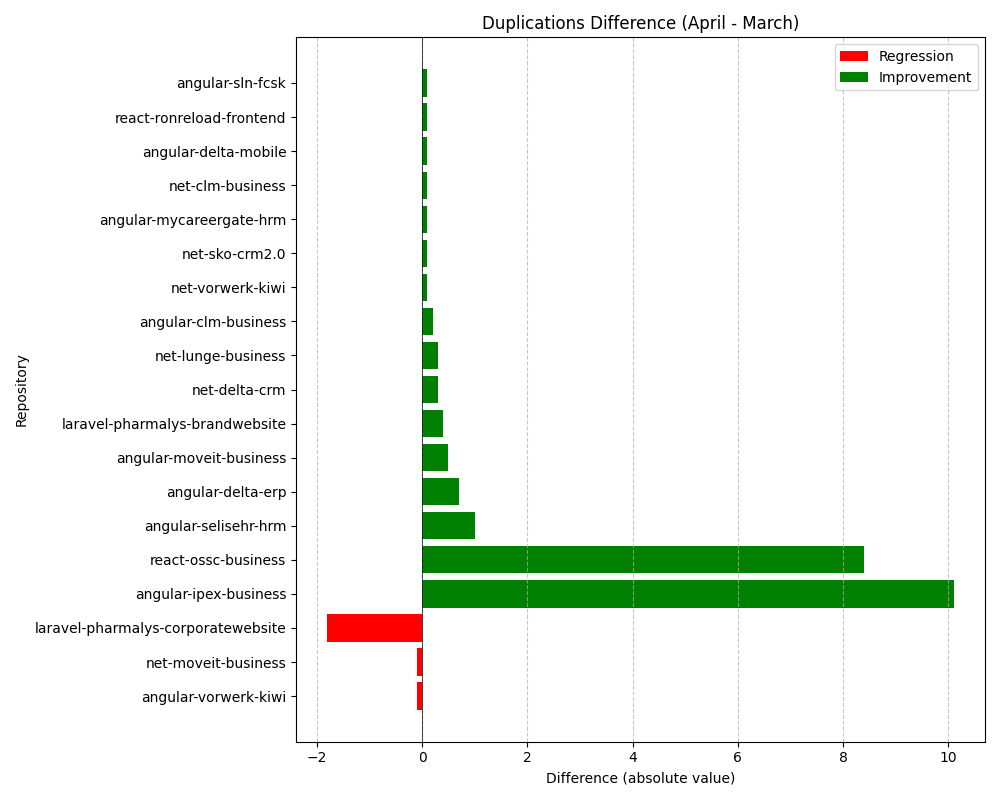 Duplications Difference (April - March)
Regression
Improvement
angular-sln-fcsk
react-ronreload-frontend
angular-delta-mobile
net-clm-business
angular-mycareergate-hrm
net-sko-crm2.0
net-vorwerk-kiwi
angular-clm-business
net-lunge-business
net-delta-crm
laravel-pharmalys-brandwebsite
angular-moveit-business
angular-delta-erp
angular-selisehr-hrm
react-ossc-business
angular-ipex-business
laravel-pharmalys-corporatewebsite
net-moveit-business
angular-vorwerk-kiwi
Repository
−2 0 2 4 6 8 10
Difference (absolute value)